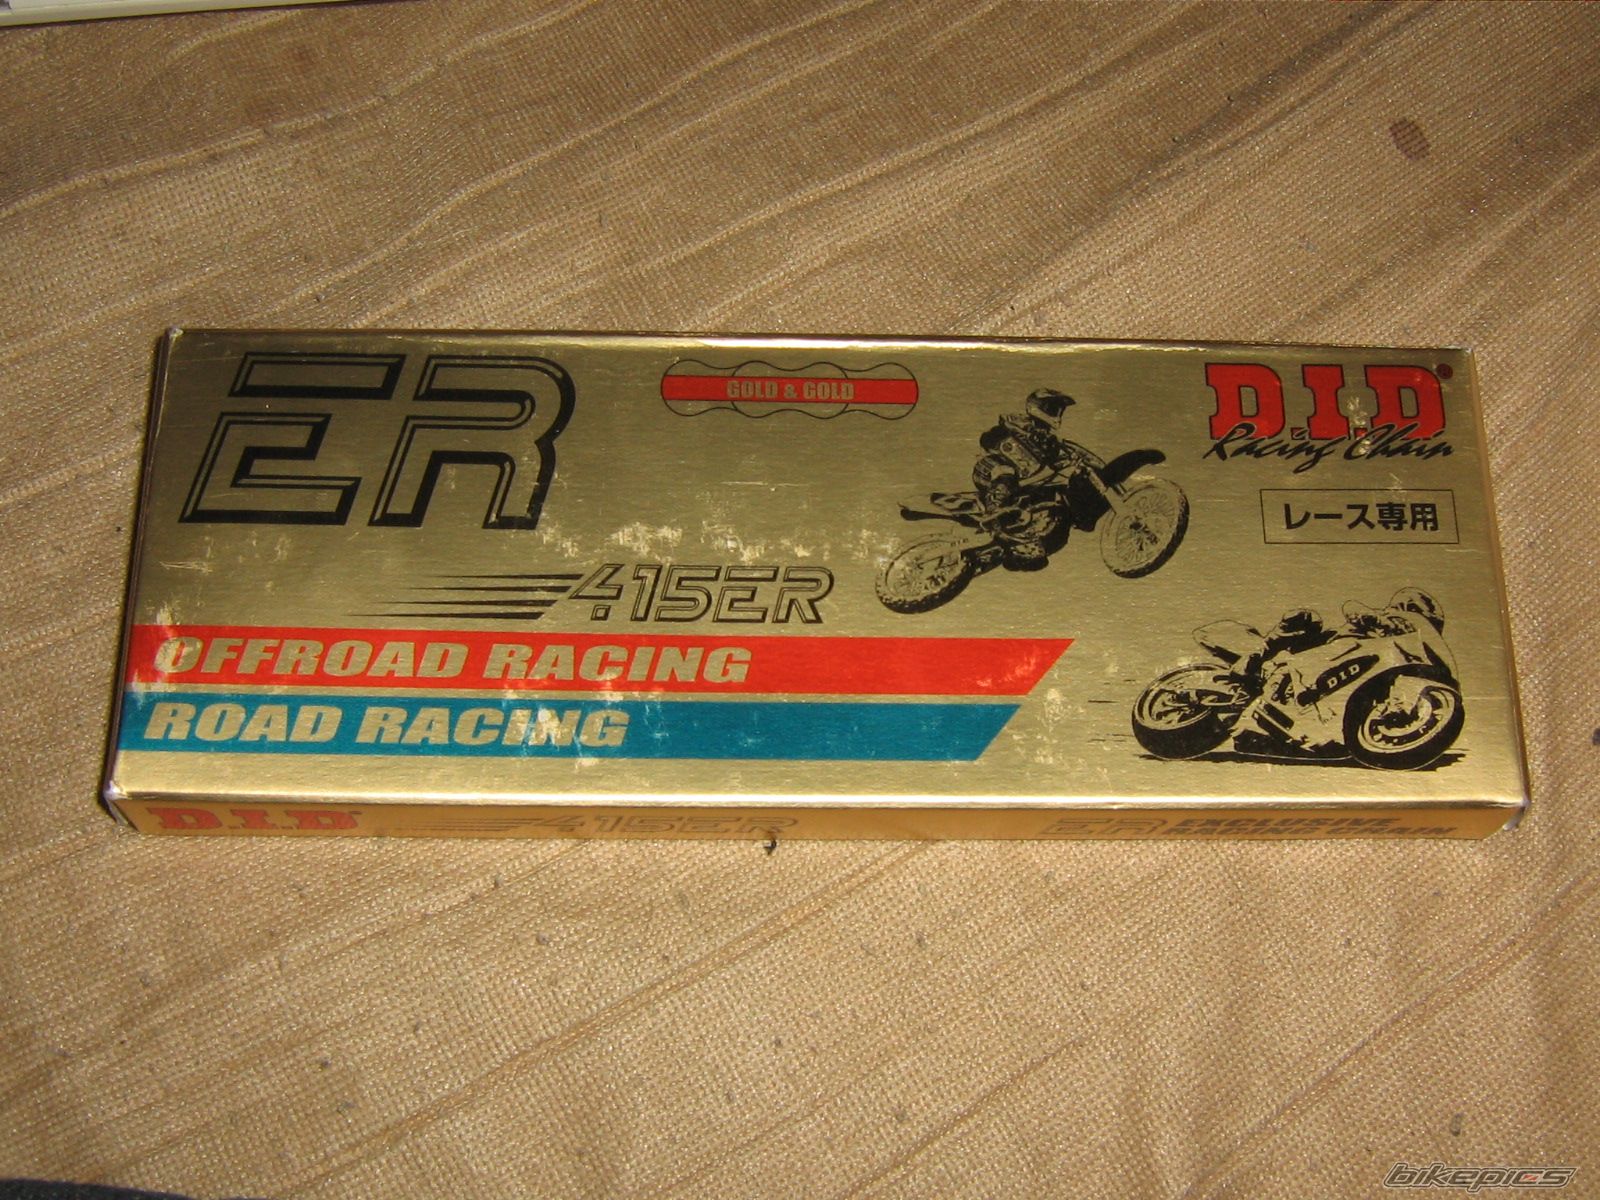 ER
GOLD & GOLD
D.I.D®
Racing Chain
レース専用
415ER
OFFROAD RACING
ROAD RACING
D.I.D
D.I.D
415ER
ER EXCLUSIVE
RACING CHAIN
bikepics